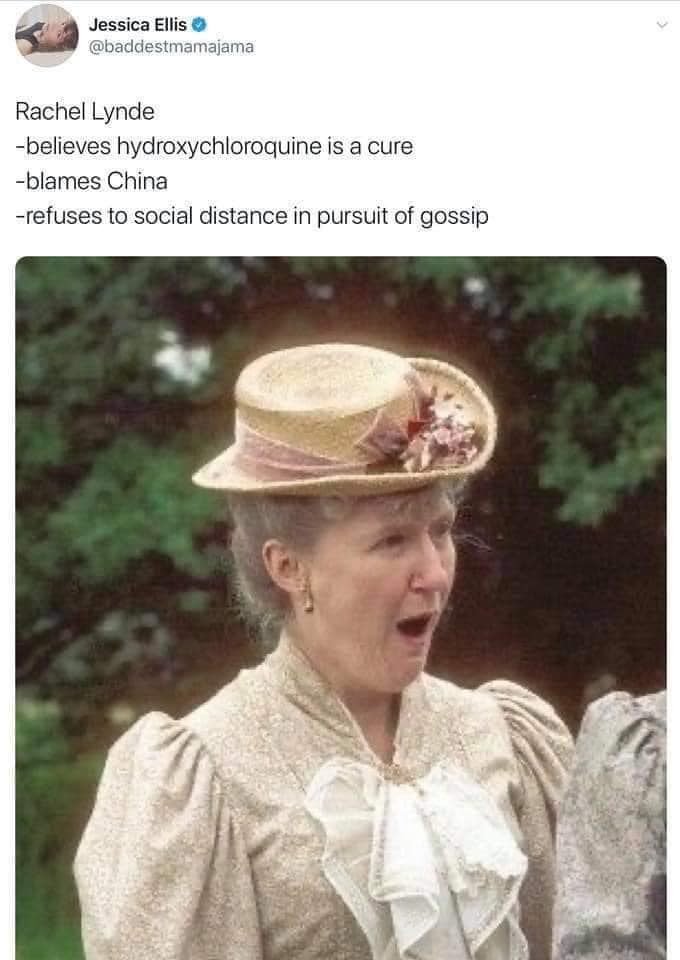 Jessica Ellis
@baddestmamajama
Rachel Lynde
-believes hydroxychloroquine is a cure
-blames China
-refuses to social distance in pursuit of gossip